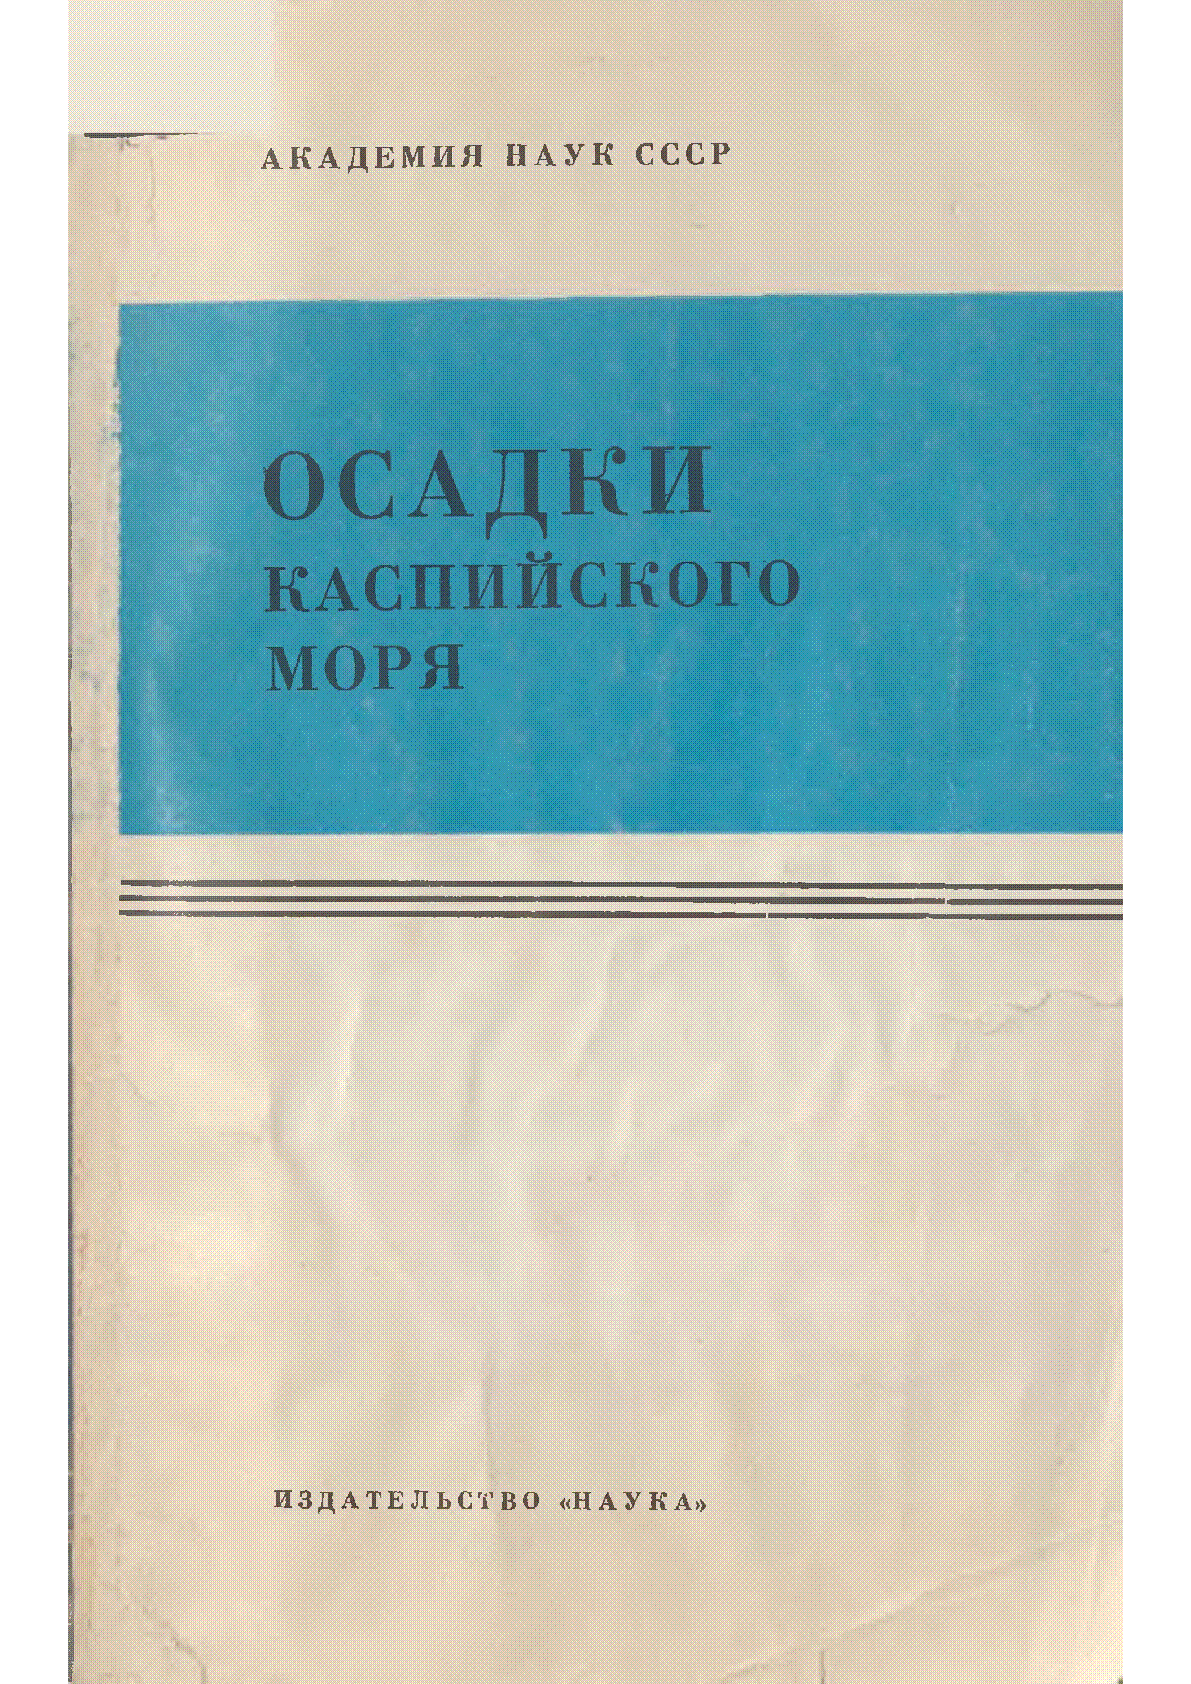 АКАДЕМИЯ НАУК СССР
ОСАДКИ
КАСПИЙСКОГО
МОРЯ
ИЗДАТЕЛЬСТВО «НАУКА»